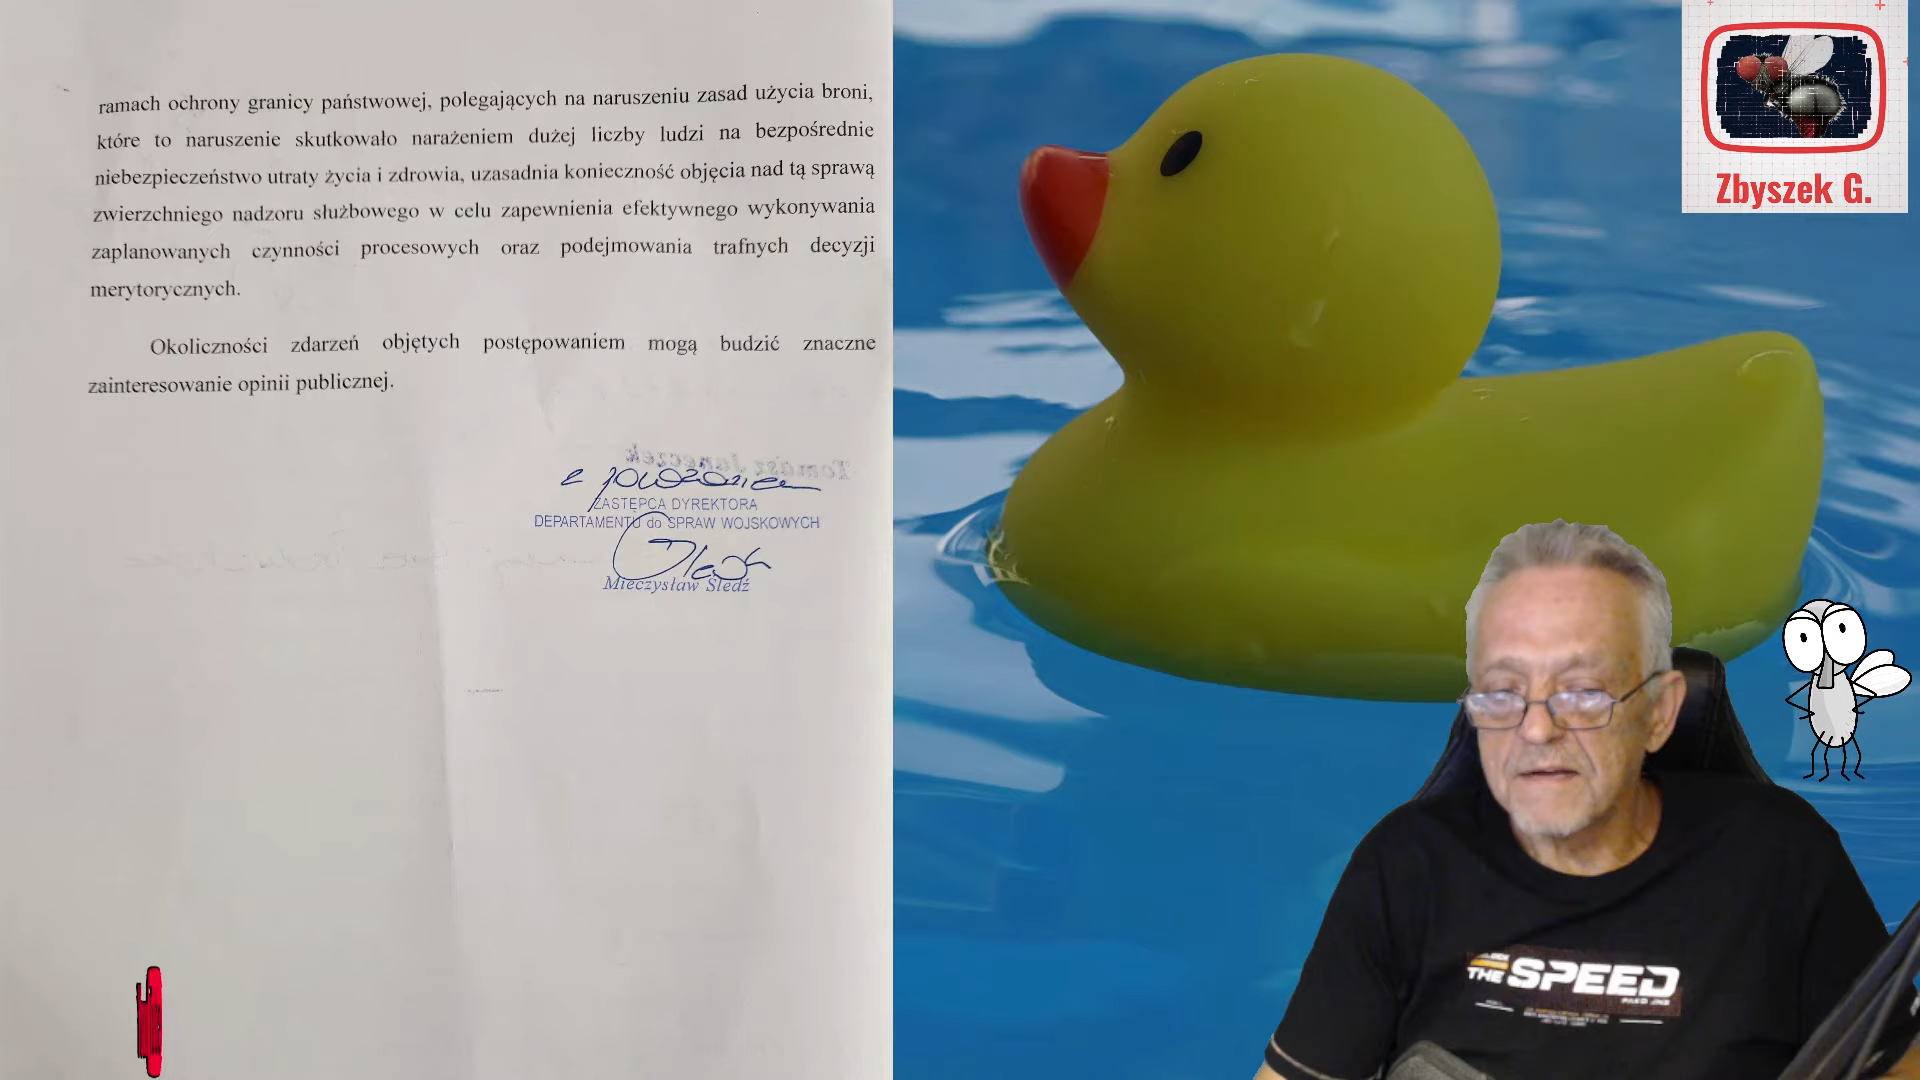 ramach ochrony granicy państwowej, polegających na naruszeniu zasad użycia broni,
które to naruszenie skutkowało narażeniem dużej liczby ludzi na bezpośrednie
niebezpieczeństwo utraty życia i zdrowia, uzasadnia konieczność objęcia nad tą sprawą
zwierzchniego nadzoru służbowego w celu zapewnienia efektywnego wykonywania
zaplanowanych czynności procesowych oraz podejmowania trafnych decyzji
merytorycznych.
Okoliczności zdarzeń objętych postępowaniem mogą budzić znaczne
zainteresowanie opinii publicznej.
Tomasz Janeczek
ZASTĘPCA DYREKTORA
DEPARTAMENTU do SPRAW WOJSKOWYCH
Mieczysław Śledź
Zbyszek G.
THE SPEED